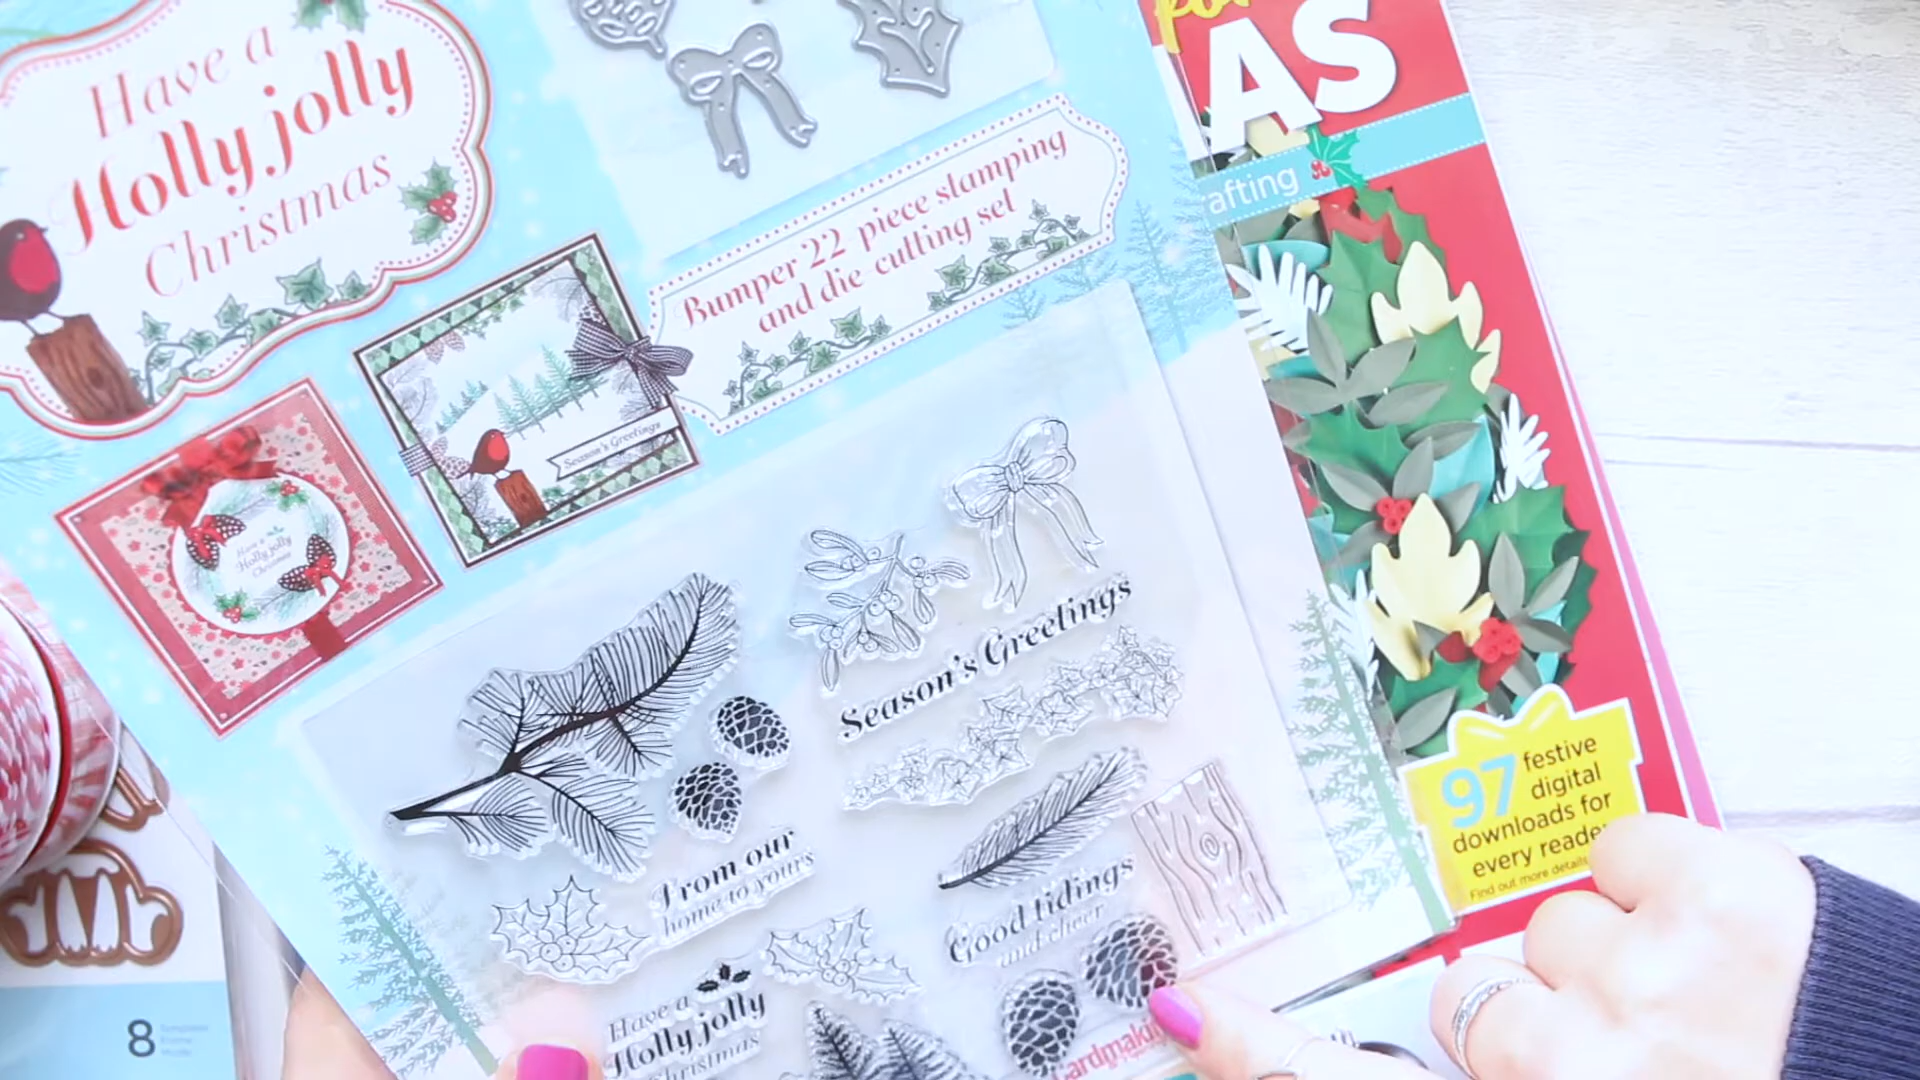 Have a
Holly jolly
Christmas
Bumper 22 piece stamping
and die-cutting set
AS
afting
Season's Greetings
Have a
Holly jolly
Christmas
Season's Greetings
From our
home to yours
Good tidings
and cheer
Have a
Holly jolly
Christmas
97 festive
digital
downloads for
every reader
Find out more details
8